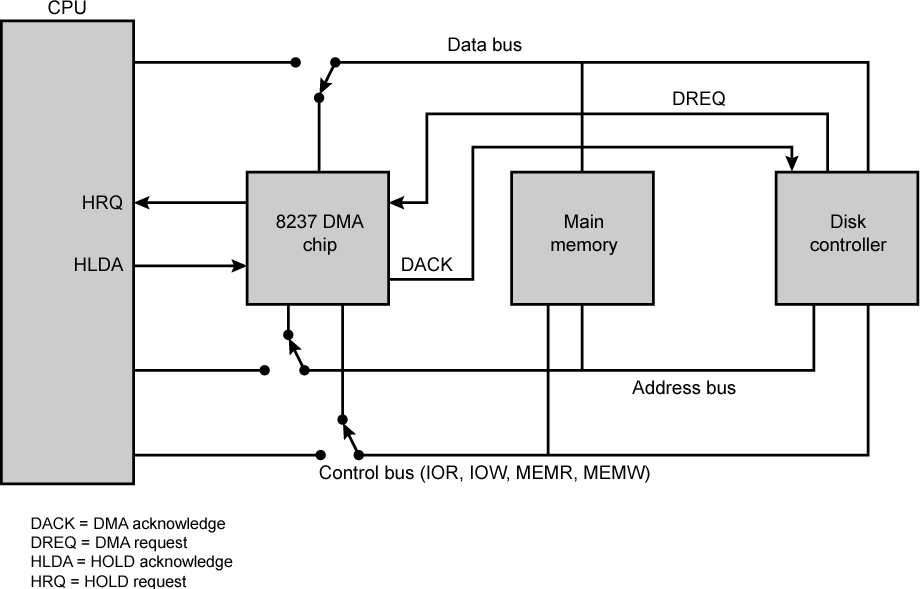 CPU
Data bus
DREQ
HRQ
8237 DMA
chip
Main
memory
Disk
controller
HLDA
DACK
Address bus
Control bus (IOR, IOW, MEMR, MEMW)
DACK = DMA acknowledge
DREQ = DMA request
HLDA = HOLD acknowledge
HRQ = HOLD request